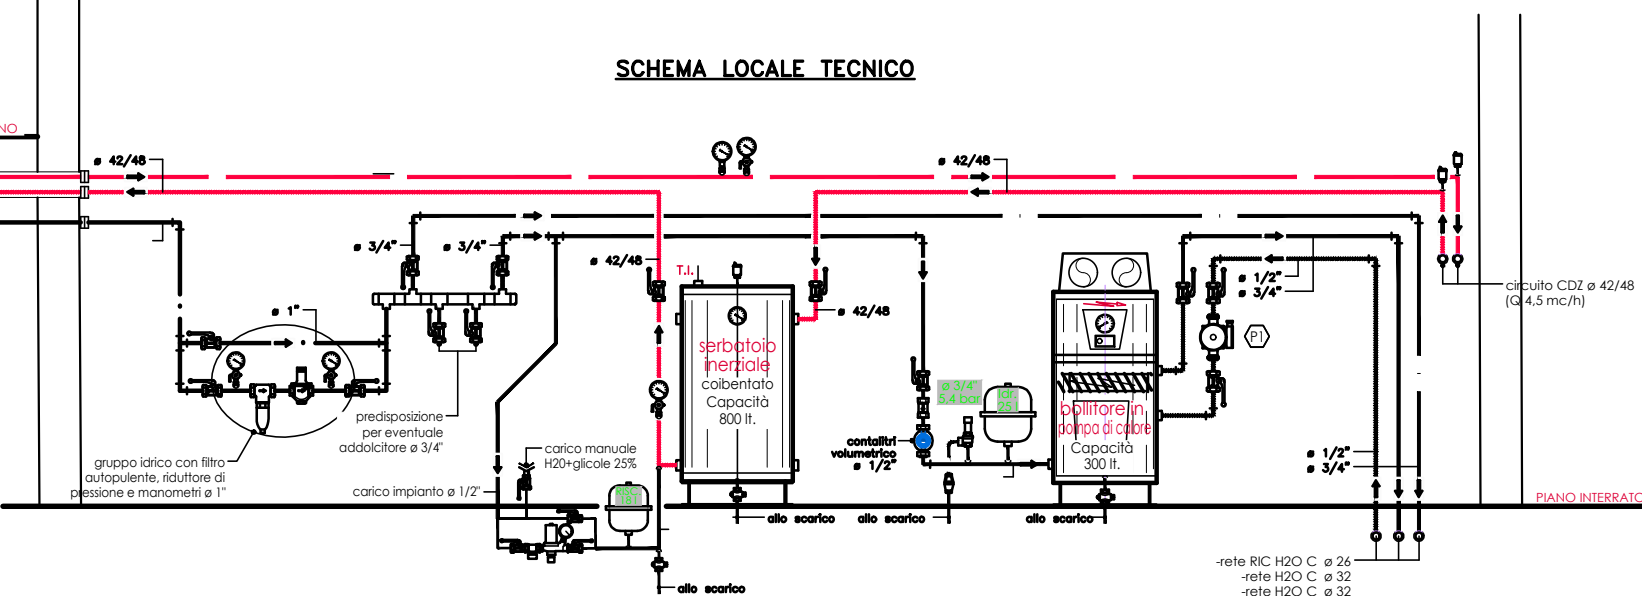 SCHEMA LOCALE TECNICO
NO
ø 42/48
ø 42/48
ø 3/4"
ø 3/4"
ø 42/48
T.I.
ø 1"
ø 42/48
ø 1/2"
ø 3/4"
circuito CDZ ø 42/48
(Q 4,5 mc/h)
P1
serbatoio
inerziale
coibentato
Capacità
800 lt.
ø 3/4"
5.4 bar
25 l
bollitore in
pompa di calore
Capacità
300 lt.
predisposizione
per eventuale
addolcitore ø 3/4"
contalitri
volumetrico
ø 1/2"
carico manuale
H20+glicole 25%
ø 1/2"
ø 3/4"
gruppo idrico con filtro
autopulente, riduttore di
pressione e manometri ø 1"
carico impianto ø 1/2"
RISC.
18 l
PIANO INTERRATO
allo scarico
allo scarico
allo scarico
allo scarico
-rete RIC H2O C ø 26
-rete H2O C ø 32
-rete H2O C ø 32